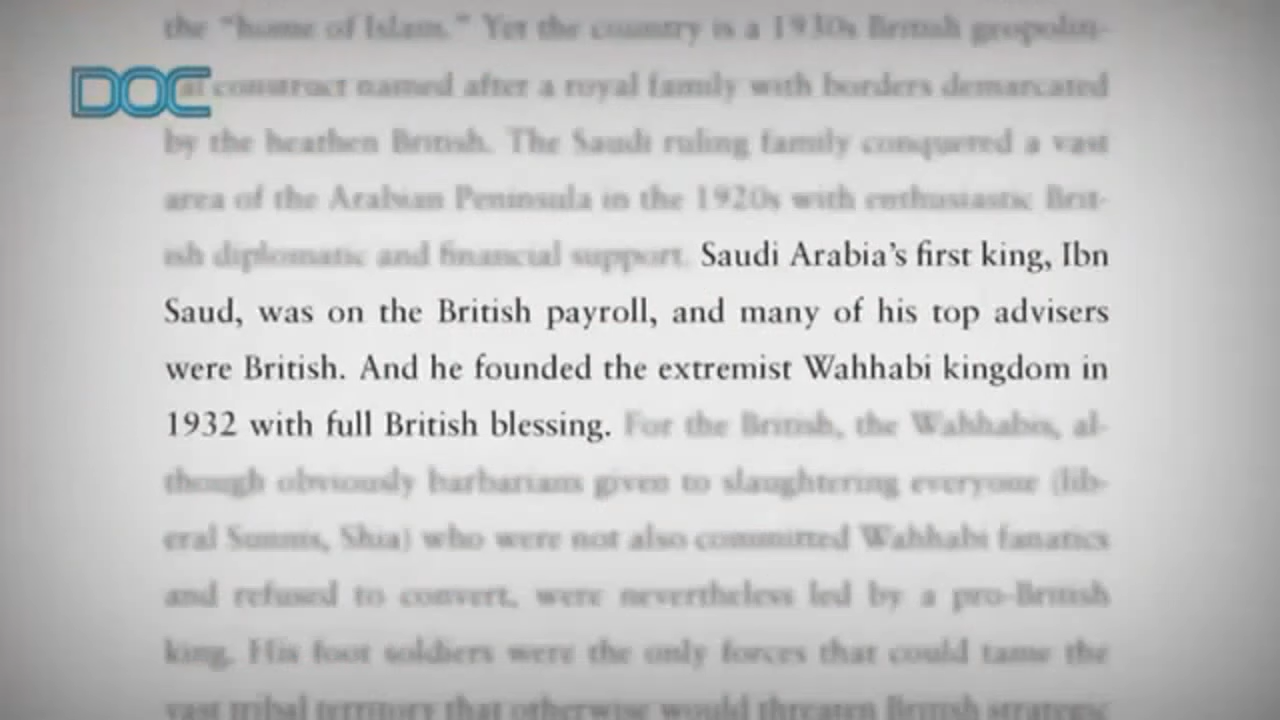 the "home of Islam." Yet the country is a 1930s British geopoliti-
DOC
al construct named after a royal family with borders demarcated
by the heathen British. The Saudi ruling family conquered a vast
area of the Arabian Peninsula in the 1920s with enthusiastic Brit-
ish diplomatic and financial support. Saudi Arabia's first king, Ibn
Saud, was on the British payroll, and many of his top advisers
were British. And he founded the extremist Wahhabi kingdom in
1932 with full British blessing. For the British, the Wahhabis, al-
though obviously barbarians given to slaughtering everyone (lib-
eral Sunnis, Shia) who were not also committed Wahhabi fanatics
and refused to convert, were nevertheless led by a pro-British
king. His foot soldiers were the only forces that could tame the
vast tribal territory that otherwise would threaten British strategic